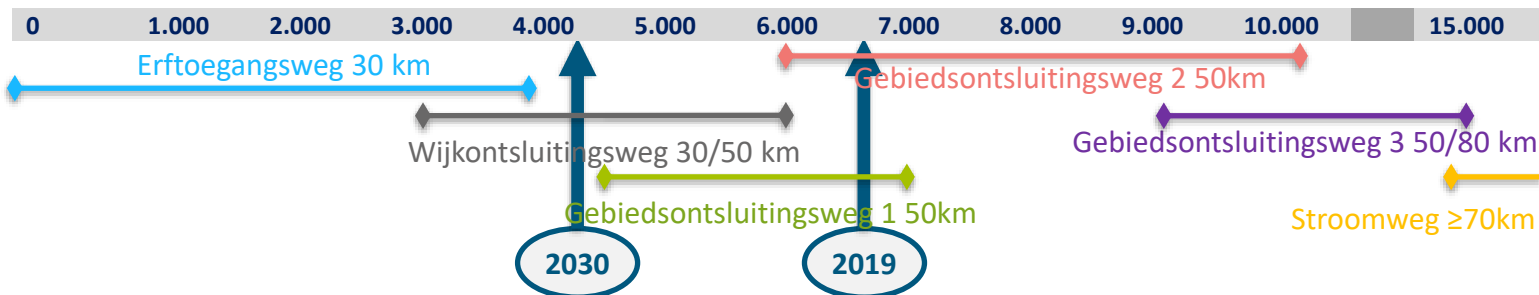 0 1.000 2.000 3.000 4.000 5.000 6.000 7.000 8.000 9.000 10.000 15.000
Erftoegangsweg 30 km
Gebiedsontsluitingsweg 2 50km
Wijkontsluitingsweg 30/50 km
Gebiedsontsluitingsweg 3 50/80 km
Gebiedsontsluitingsweg 1 50km
Stroomweg ≥70km
2030
2019